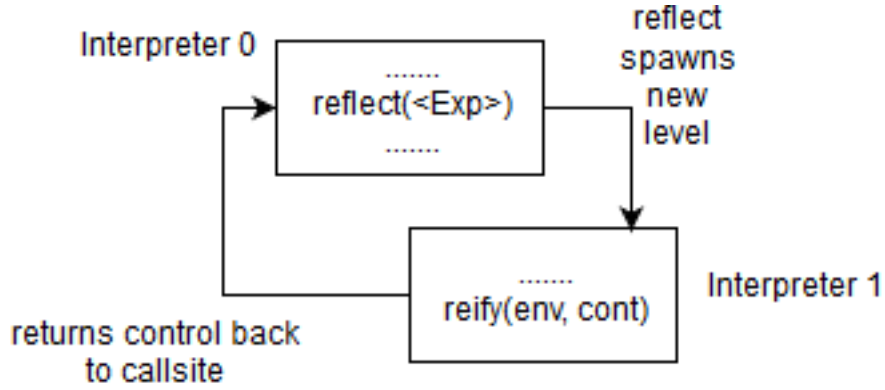 Interpreter 0
.......
reflect(<Exp>)
.......
reflect
spawns
new
level
.......
reify(env, cont)
Interpreter 1
returns control back
to callsite